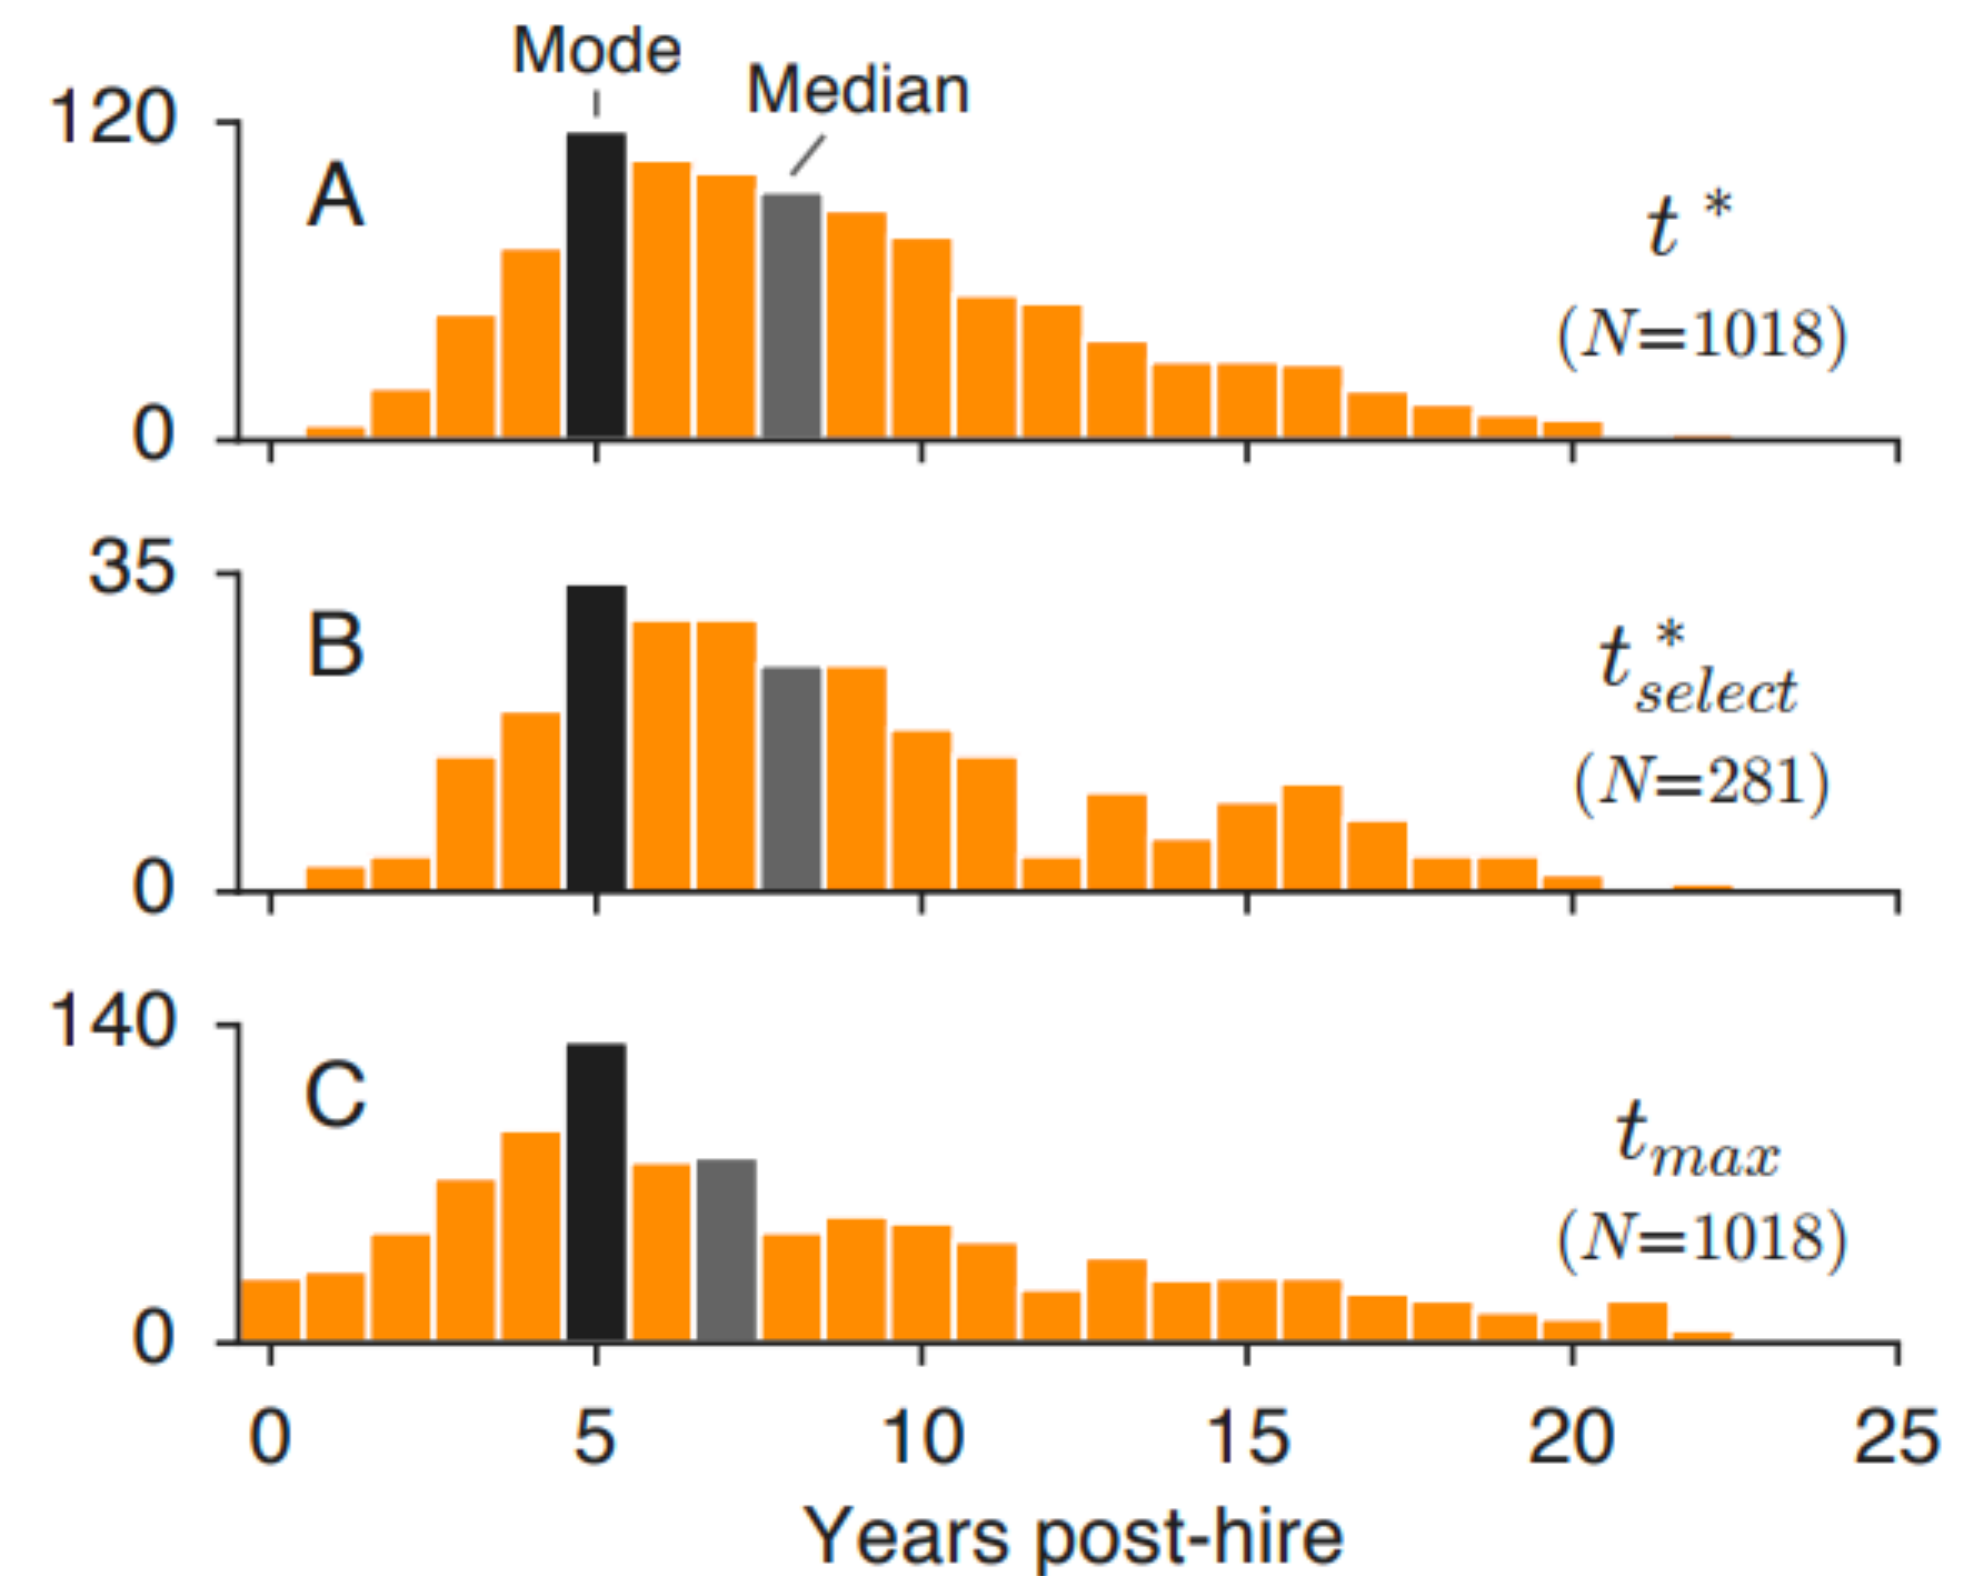 Mode
Median
120
A
t*
(N=1018)
0
35
B
t*select
(N=281)
0
140
C
tmax
(N=1018)
0
0 5 10 15 20 25
Years post-hire